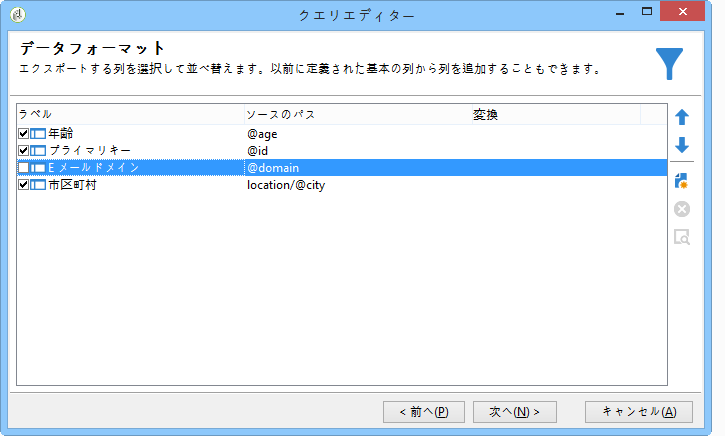 クエリエディター
データフォーマット
エクスポートする列を選択して並べ替えます。以前に定義された基本の列から列を追加することもできます。
ラベル ソースのパス 変換
年齢 @age
プライマリキー @id
Eメールドメイン @domain
市区町村 location/@city
< 前へ(P) 次へ(N) > キャンセル(A)